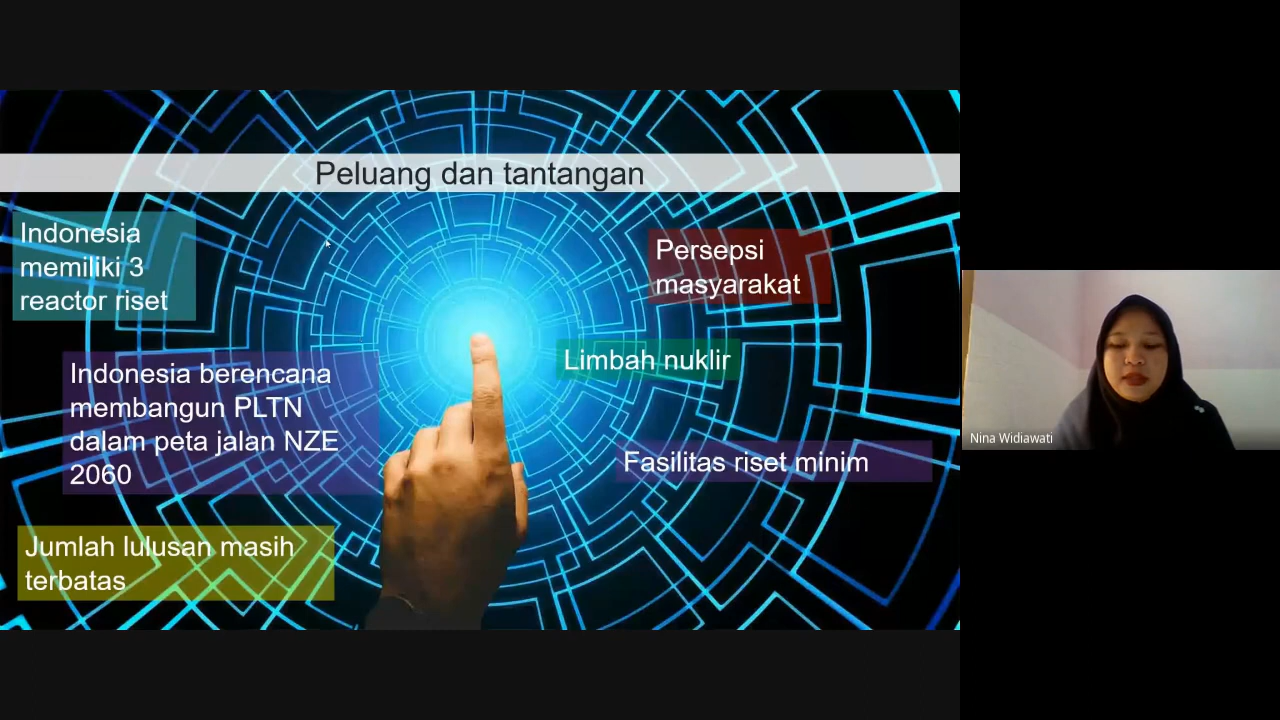 Peluang dan tantangan
Indonesia
memiliki 3
reactor riset
Indonesia berencana
membangun PLTN
dalam peta jalan NZE
2060
Jumlah lulusan masih
terbatas
Persepsi
masyarakat
Limbah nuklir
Fasilitas riset minim
Nina Widiawati